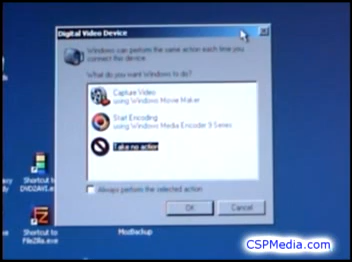 Digital Video Device
Windows can perform the same action each time you
connect this device.
What do you want Windows to do?
Capture Video
using Windows Movie Maker
Start Encoding
using Windows Media Encoder 9 Series
Take no action
Always perform the selected action
OK
Cancel
Shortcut to
DVD2AVI.exe
Shortcut to
FileZilla.exe
MozBackup
CSPMedia.com